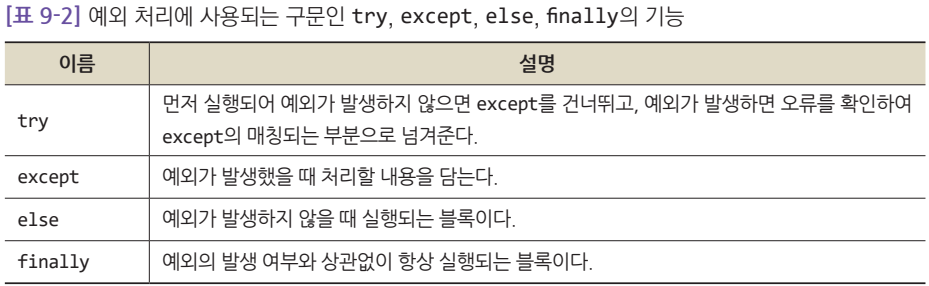 [표 9-2] 예외 처리에 사용되는 구문인 try, except, else, finally의 기능
이름 설명
try 먼저 실행되어 예외가 발생하지 않으면 except를 건너뛰고, 예외가 발생하면 오류를 확인하여
except의 매칭되는 부분으로 넘겨준다.
except 예외가 발생했을 때 처리할 내용을 담는다.
else 예외가 발생하지 않을 때 실행되는 블록이다.
finally 예외의 발생 여부와 상관없이 항상 실행되는 블록이다.